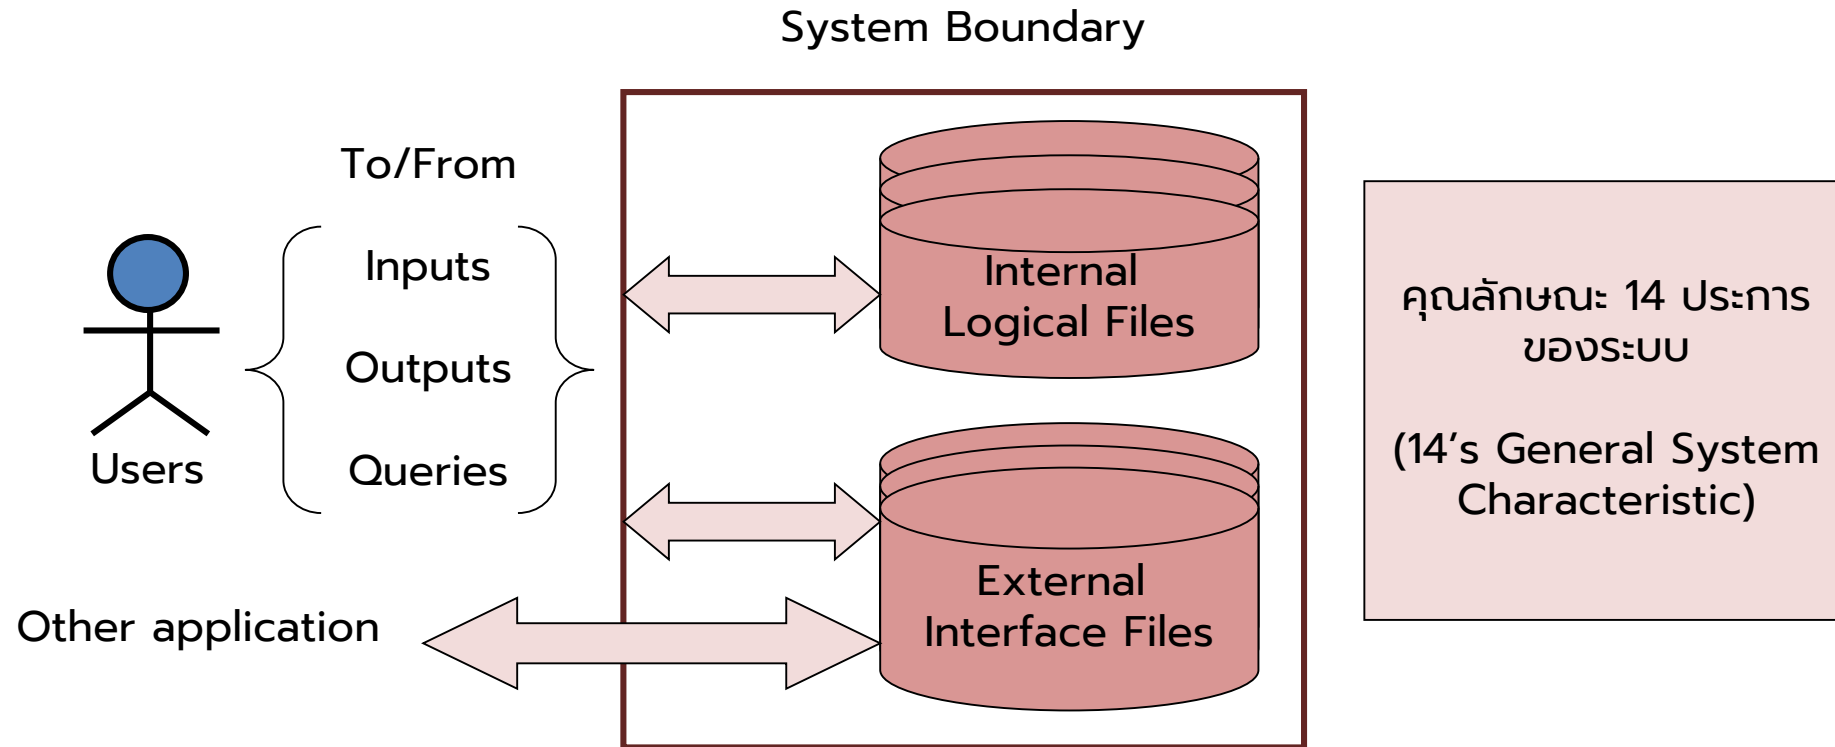 System Boundary
To/From
Inputs
Outputs
Queries
Users
Other application
Internal
Logical Files
External
Interface Files
คุณลักษณะ 14 ประการ
ของระบบ
(14’s General System
Characteristic)